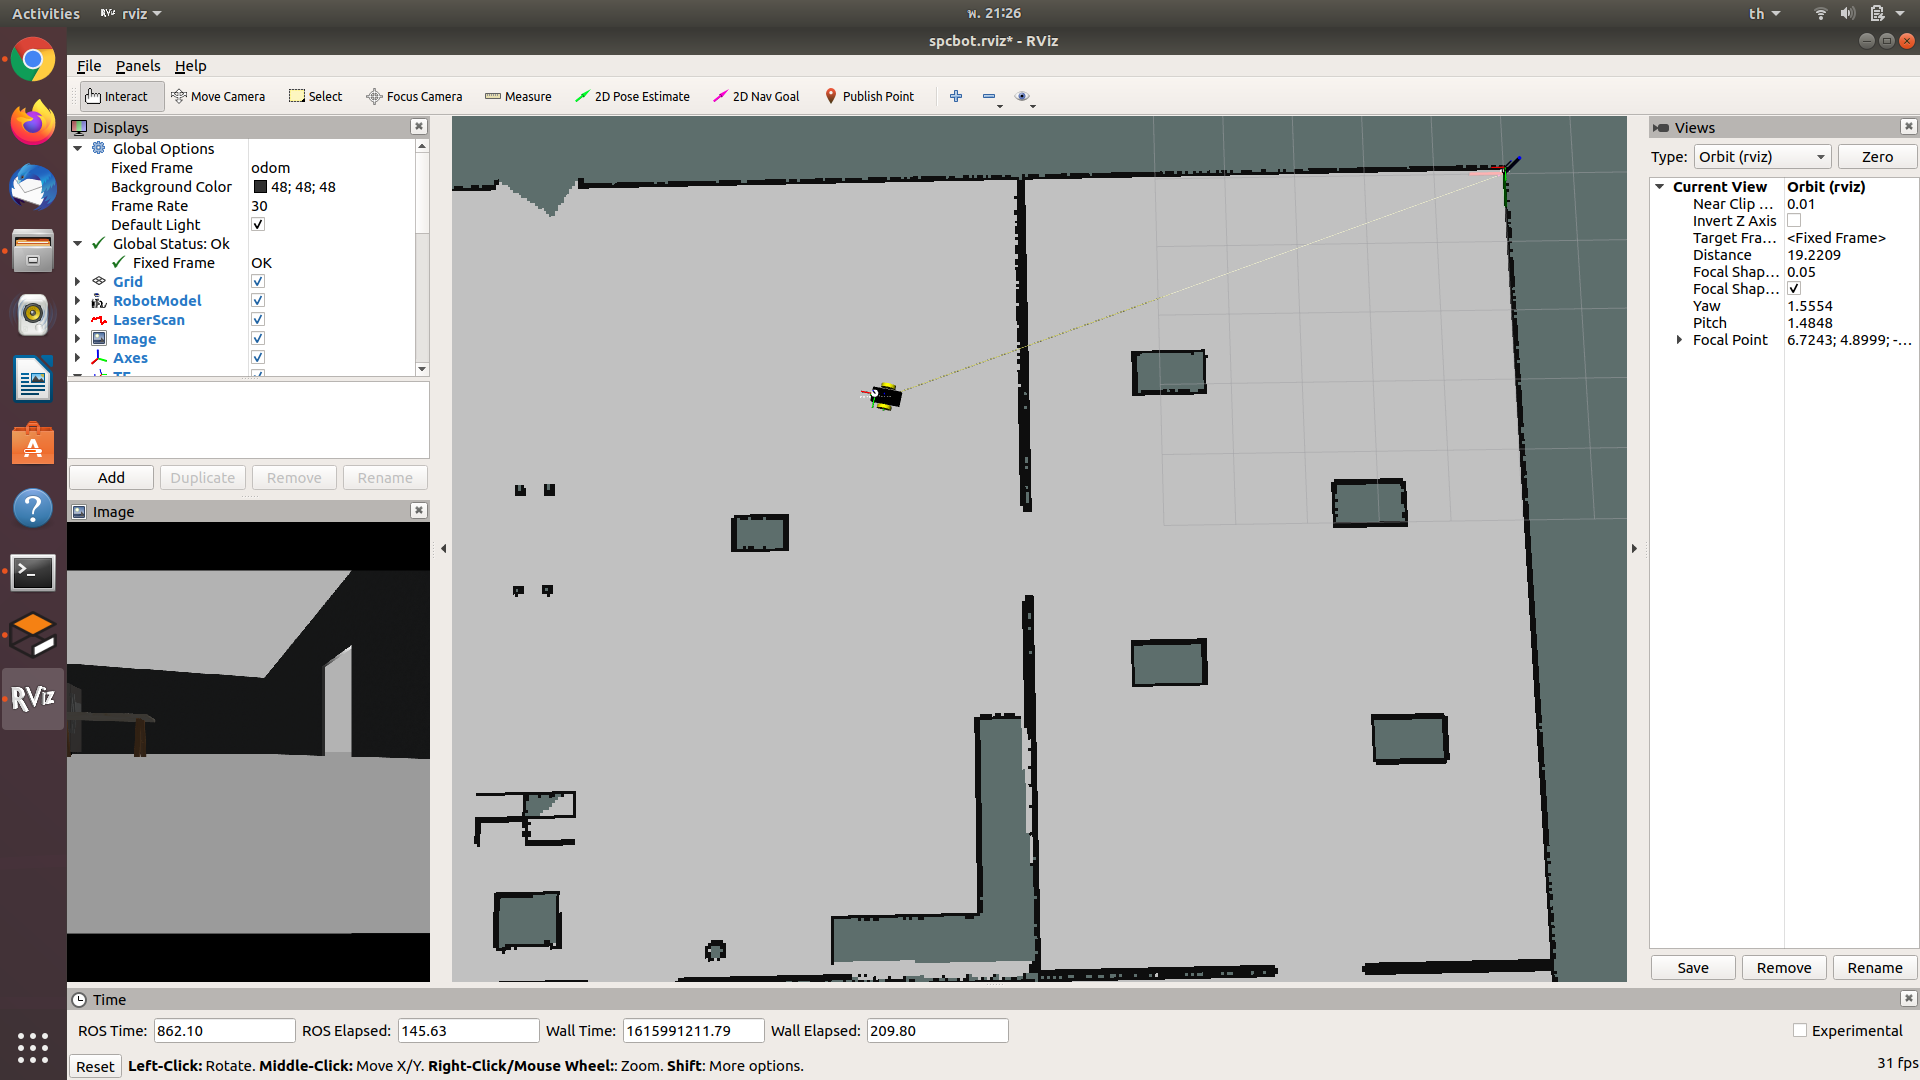 Activities RViz rviz พ. 21:26 th
spcbot.rviz* - RViz
File Panels Help
Interact Move Camera Select Focus Camera Measure 2D Pose Estimate 2D Nav Goal Publish Point
Displays
Global Options
Fixed Frame odom
Background Color 48; 48; 48
Frame Rate 30
Default Light
Global Status: Ok
Fixed Frame OK
Grid
RobotModel
LaserScan
Image
Axes
Add Duplicate Remove Rename
Image
RViz
Views
Type: Orbit (rviz) Zero
Current View Orbit (rviz)
Near Clip ... 0.01
Invert Z Axis
Target Fra... <Fixed Frame>
Distance 19.2209
Focal Shap... 0.05
Focal Shap...
Yaw 1.5554
Pitch 1.4848
Focal Point 6.7243; 4.8999; -...
Save Remove Rename
Time
ROS Time: 862.10 ROS Elapsed: 145.63 Wall Time: 1615991211.79 Wall Elapsed: 209.80 Experimental
Reset Left-Click: Rotate. Middle-Click: Move X/Y. Right-Click/Mouse Wheel:: Zoom. Shift: More options. 31 fps